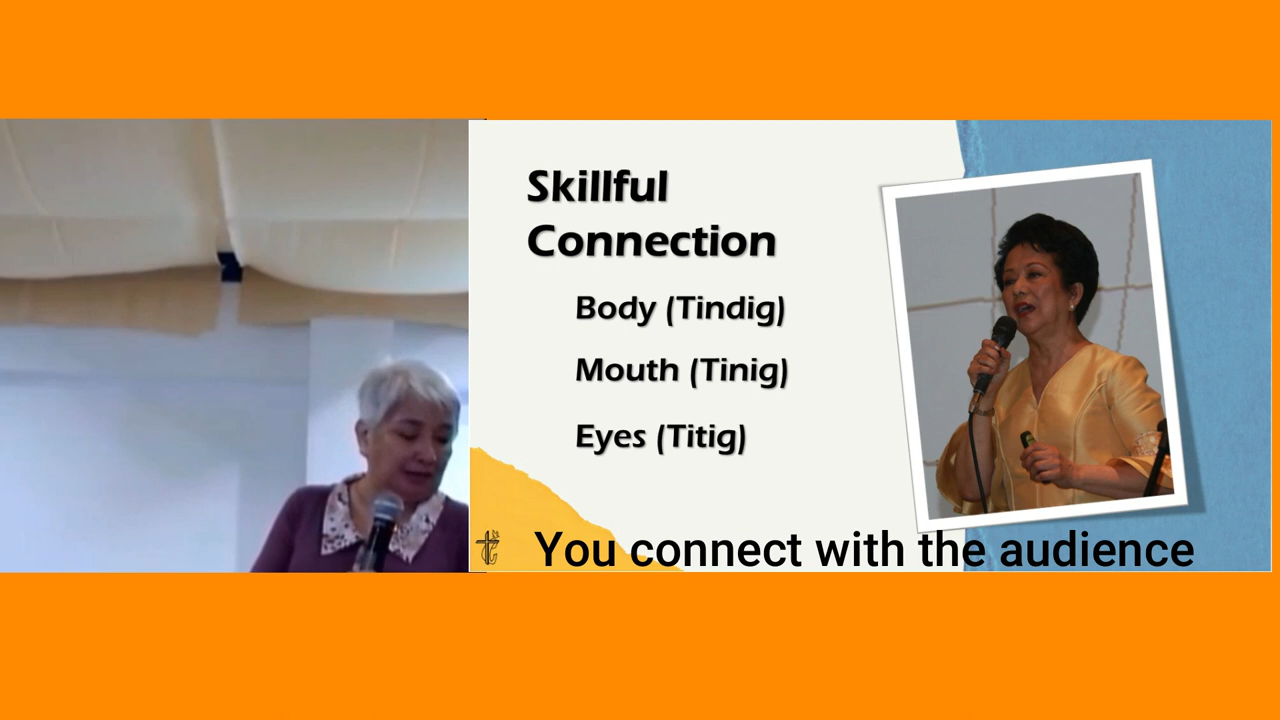 Skillful
Connection
Body (Tindig)
Mouth (Tinig)
Eyes (Titig)
You connect with the audience